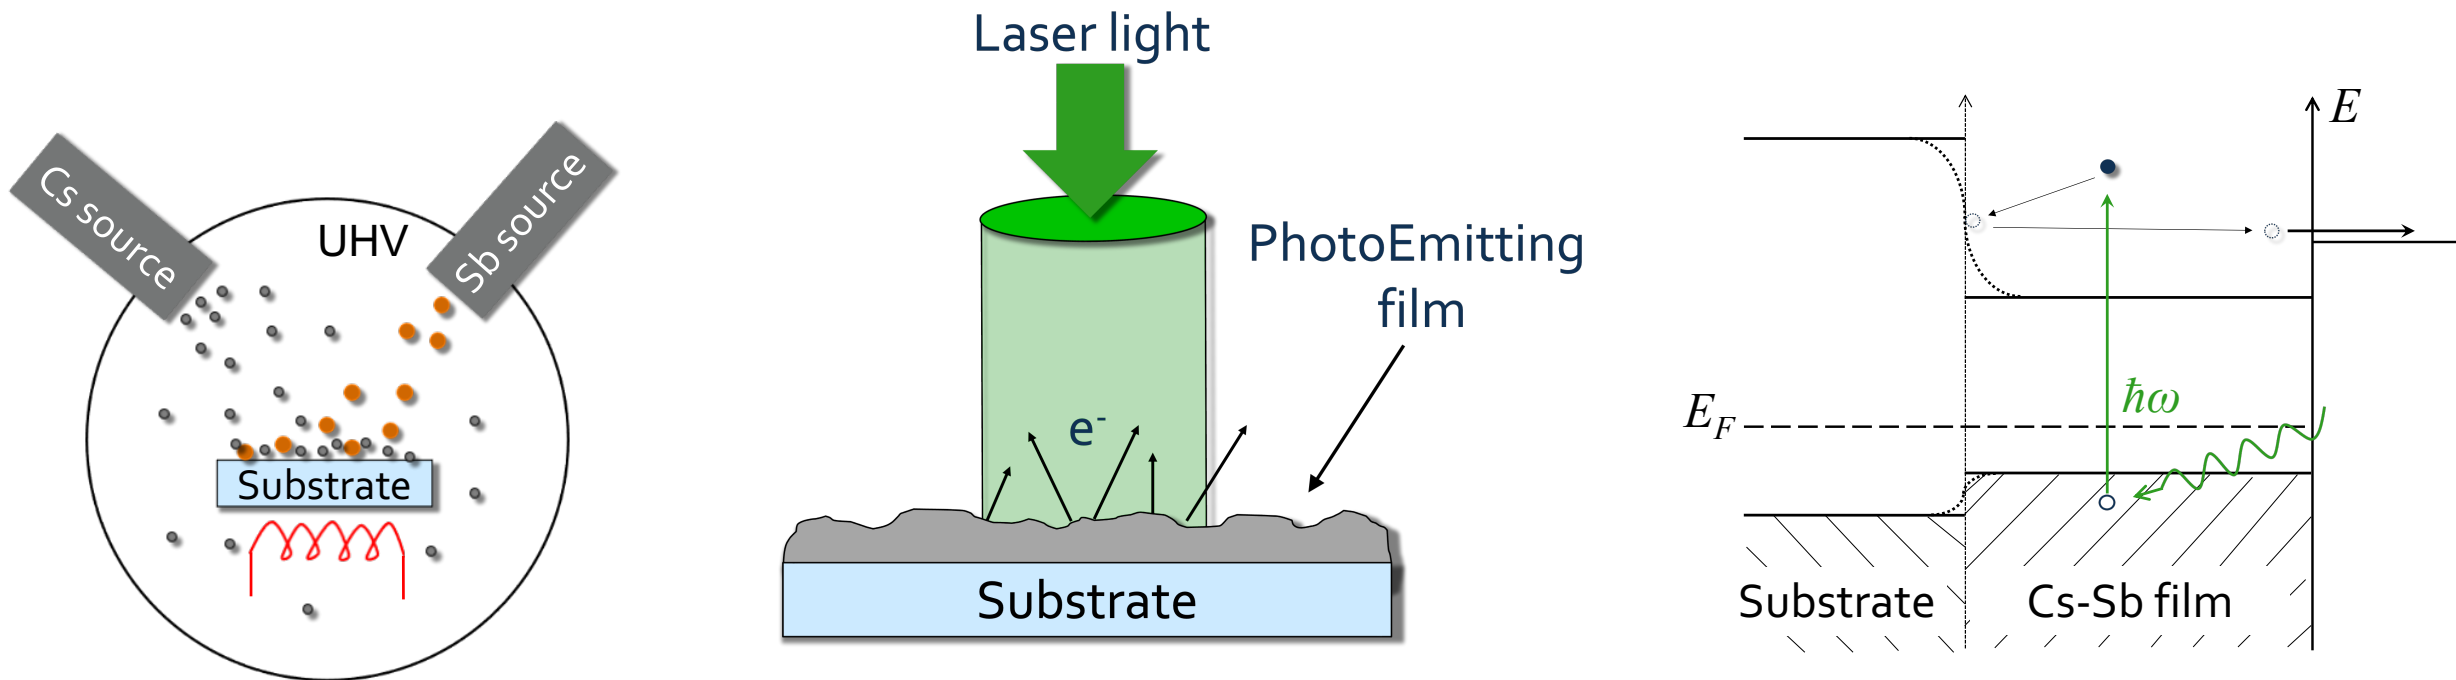 Cs source
UHV
Sb source
Substrate
Laser light
PhotoEmitting
film
e⁻
Substrate
E
ħω
E_F
Substrate
Cs-Sb film